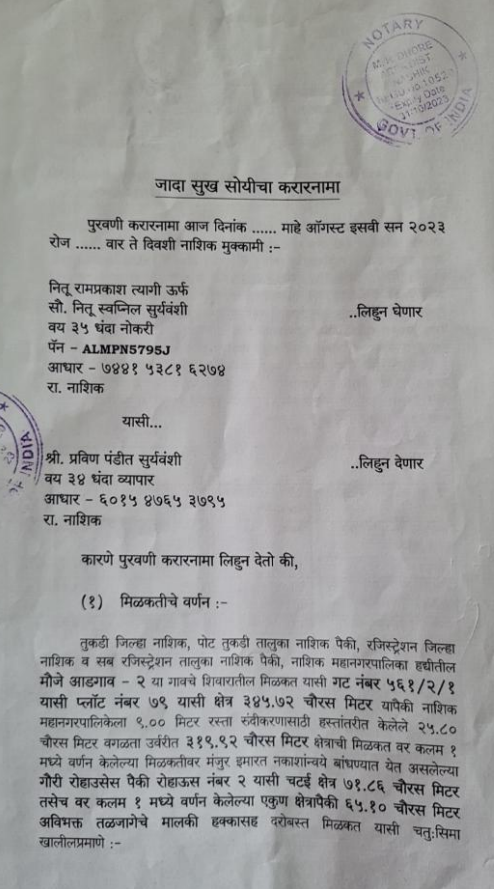 NOTARY
GOVT. OF INDIA
जादा सुख सोयीचा करारनामा
पुरवणी करारनामा आज दिनांक ...... माहे ऑगस्ट इसवी सन २०२३
रोज ...... वार ते दिवशी नाशिक मुक्कामी :-
नितू रामप्रकाश त्यागी ऊर्फ
सौ. नितू स्वप्निल सुर्यवंशी
..लिहुन घेणार
वय ३५ धंदा नोकरी
पॅन - ALMPN5795J
आधार - ७४४१ ५३८१ ६२७४
रा. नाशिक
यासी...
INDIA
श्री. प्रविण पंडीत सुर्यवंशी
..लिहुन देणार
वय ३४ धंदा व्यापार
आधार - ६०१५ ४७६५ ३७९५
रा. नाशिक
कारणे पुरवणी करारनामा लिहुन देतो की,
(१) मिळकतीचे वर्णन :-
तुकडी जिल्हा नाशिक, पोट तुकडी तालुका नाशिक पैकी, रजिस्ट्रेशन जिल्हा
नाशिक व सब रजिस्ट्रेशन तालुका नाशिक पैकी, नाशिक महानगरपालिका हद्दीतील
मौजे आडगाव - २ या गावचे शिवारातील मिळकत यासी गट नंबर ५६१/२/१
यासी प्लॉट नंबर ७९ यासी क्षेत्र ३४५.७२ चौरस मिटर यापैकी नाशिक
महानगरपालिकेला ९.०० मिटर रस्ता रुंदीकरणासाठी हस्तांतरीत केलेले २५.८०
चौरस मिटर वगळता उर्वरीत ३१९.९२ चौरस मिटर क्षेत्राची मिळकत वर कलम १
मध्ये वर्णन केलेल्या मिळकतीवर मंजुर इमारत नकाशांन्वये बांधण्यात येत असलेल्या
गौरी रोहाउसेस पैकी रोहाऊस नंबर २ यासी चटई क्षेत्र ७१.८६ चौरस मिटर
तसेच वर कलम १ मध्ये वर्णन केलेल्या एकुण क्षेत्रापैकी ६५.१० चौरस मिटर
अविभक्त तळजागेचे मालकी हक्कासह दरोबस्त मिळकत यासी चतु:सिमा
खालीलप्रमाणे :-